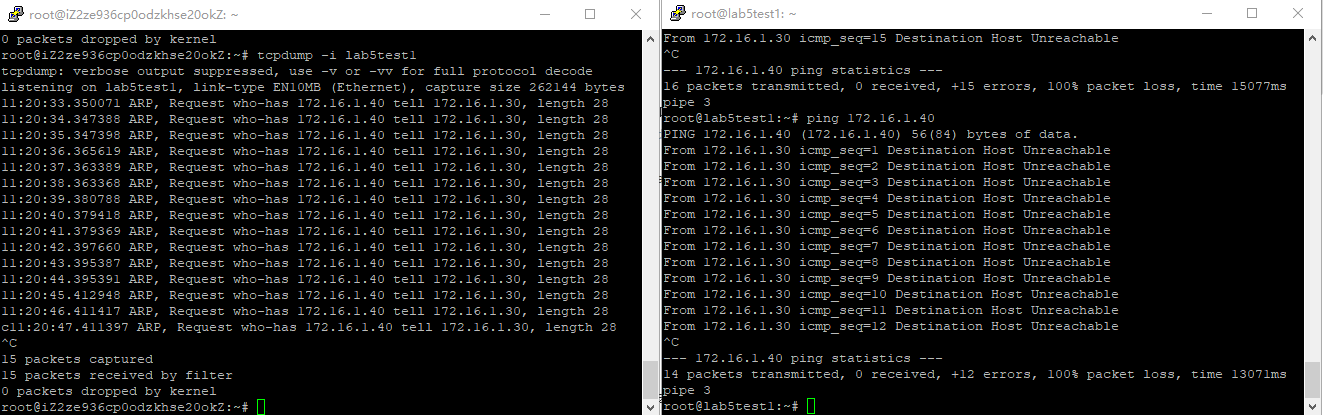 root@iZ2ze936cp0odzkhse20okZ: ~
0 packets dropped by kernel
root@iZ2ze936cp0odzkhse20okZ:~# tcpdump -i lab5test1
tcpdump: verbose output suppressed, use -v or -vv for full protocol decode
listening on lab5test1, link-type EN10MB (Ethernet), capture size 262144 bytes
11:20:33.350071 ARP, Request who-has 172.16.1.40 tell 172.16.1.30, length 28
11:20:34.347388 ARP, Request who-has 172.16.1.40 tell 172.16.1.30, length 28
11:20:35.347398 ARP, Request who-has 172.16.1.40 tell 172.16.1.30, length 28
11:20:36.365619 ARP, Request who-has 172.16.1.40 tell 172.16.1.30, length 28
11:20:37.363389 ARP, Request who-has 172.16.1.40 tell 172.16.1.30, length 28
11:20:38.363368 ARP, Request who-has 172.16.1.40 tell 172.16.1.30, length 28
11:20:39.380788 ARP, Request who-has 172.16.1.40 tell 172.16.1.30, length 28
11:20:40.379418 ARP, Request who-has 172.16.1.40 tell 172.16.1.30, length 28
11:20:41.379369 ARP, Request who-has 172.16.1.40 tell 172.16.1.30, length 28
11:20:42.397660 ARP, Request who-has 172.16.1.40 tell 172.16.1.30, length 28
11:20:43.395387 ARP, Request who-has 172.16.1.40 tell 172.16.1.30, length 28
11:20:44.395391 ARP, Request who-has 172.16.1.40 tell 172.16.1.30, length 28
11:20:45.412948 ARP, Request who-has 172.16.1.40 tell 172.16.1.30, length 28
11:20:46.411417 ARP, Request who-has 172.16.1.40 tell 172.16.1.30, length 28
c11:20:47.411397 ARP, Request who-has 172.16.1.40 tell 172.16.1.30, length 28
^C
15 packets captured
15 packets received by filter
0 packets dropped by kernel
root@iZ2ze936cp0odzkhse20okZ:~#
root@lab5test1: ~
From 172.16.1.30 icmp_seq=15 Destination Host Unreachable
^C
--- 172.16.1.40 ping statistics ---
16 packets transmitted, 0 received, +15 errors, 100% packet loss, time 15077ms
pipe 3
root@lab5test1:~# ping 172.16.1.40
PING 172.16.1.40 (172.16.1.40) 56(84) bytes of data.
From 172.16.1.30 icmp_seq=1 Destination Host Unreachable
From 172.16.1.30 icmp_seq=2 Destination Host Unreachable
From 172.16.1.30 icmp_seq=3 Destination Host Unreachable
From 172.16.1.30 icmp_seq=4 Destination Host Unreachable
From 172.16.1.30 icmp_seq=5 Destination Host Unreachable
From 172.16.1.30 icmp_seq=6 Destination Host Unreachable
From 172.16.1.30 icmp_seq=7 Destination Host Unreachable
From 172.16.1.30 icmp_seq=8 Destination Host Unreachable
From 172.16.1.30 icmp_seq=9 Destination Host Unreachable
From 172.16.1.30 icmp_seq=10 Destination Host Unreachable
From 172.16.1.30 icmp_seq=11 Destination Host Unreachable
From 172.16.1.30 icmp_seq=12 Destination Host Unreachable
^C
--- 172.16.1.40 ping statistics ---
14 packets transmitted, 0 received, +12 errors, 100% packet loss, time 13071ms
pipe 3
root@lab5test1:~#